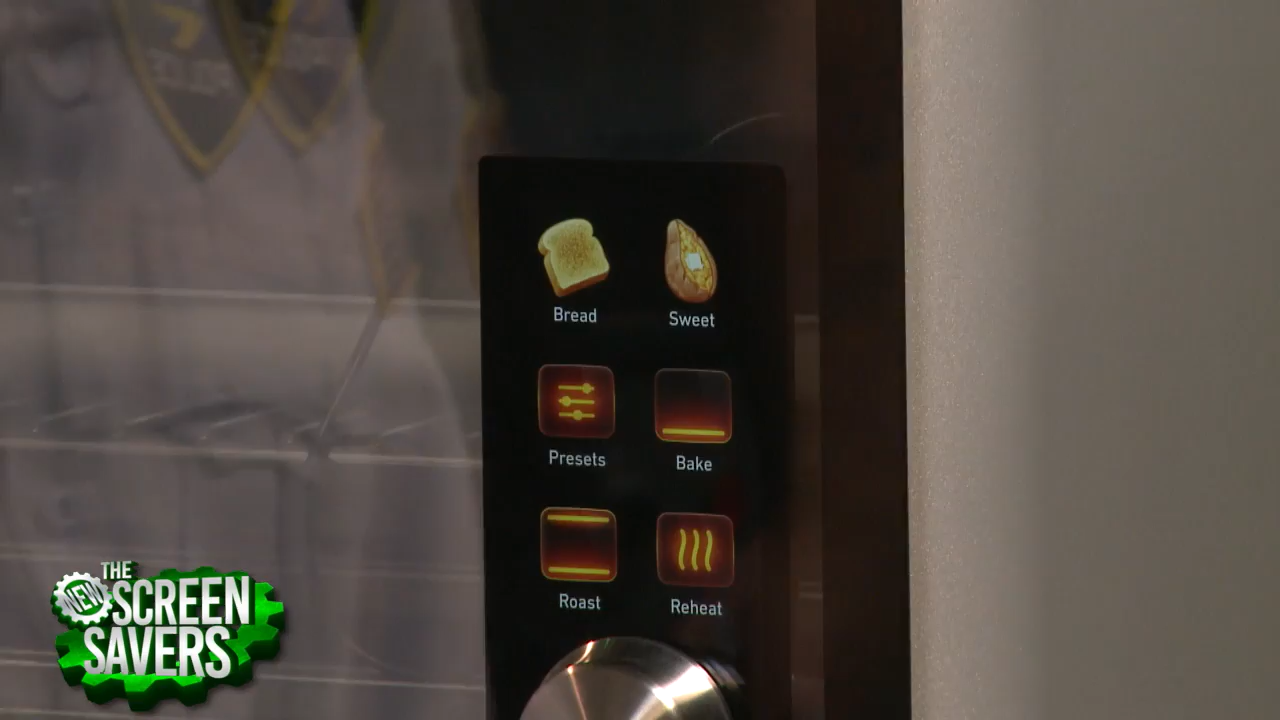 Bread
Sweet
Presets
Bake
Roast
Reheat
THE
NEW
SCREEN
SAVERS